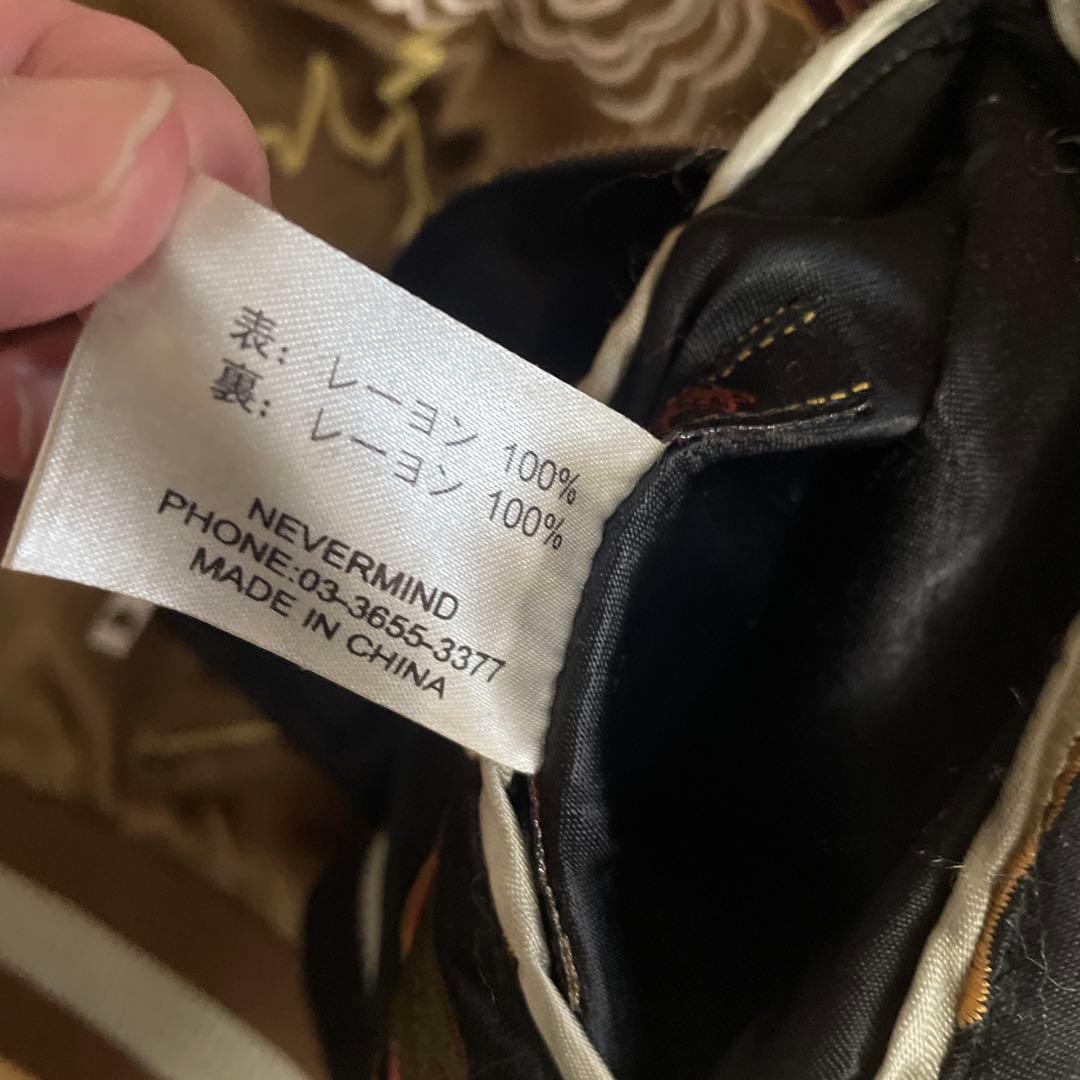 表: レーヨン 100%
裏: レーヨン 100%
NEVERMIND
PHONE:03-3655-3377
MADE IN CHINA